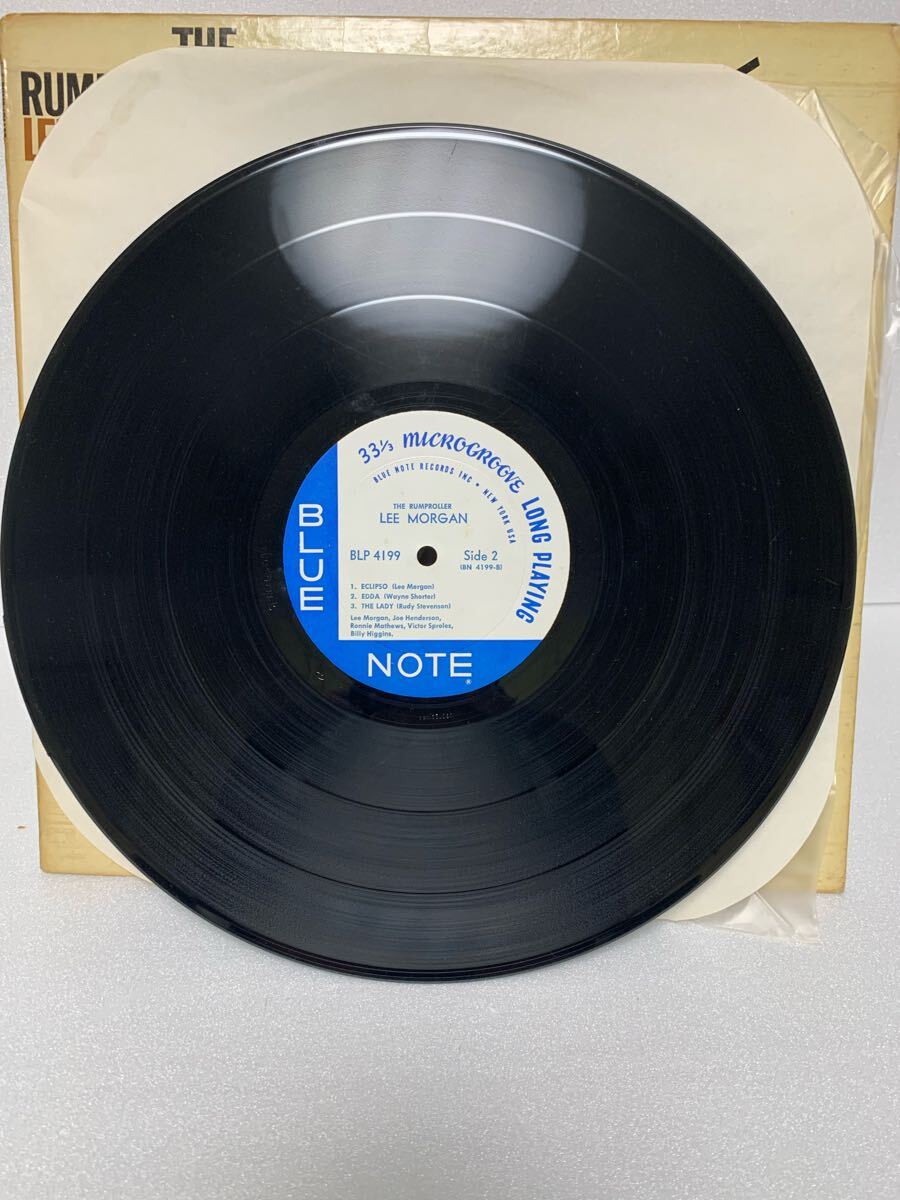 THE
RUM
LE
33⅓ MICROGROOVE LONG PLAYING
BLUE NOTE RECORDS INC • NEW YORK USA
THE RUMPROLLER
LEE MORGAN
BLP 4199 Side 2
(BN 4199-B)
1. ECLIPSO (Lee Morgan)
2. EDDA (Wayne Shorter)
3. THE LADY (Rudy Stevenson)
Lee Morgan, Joe Henderson,
Ronnie Mathews, Victor Sproles,
Billy Higgins.
BLUE
NOTE ®